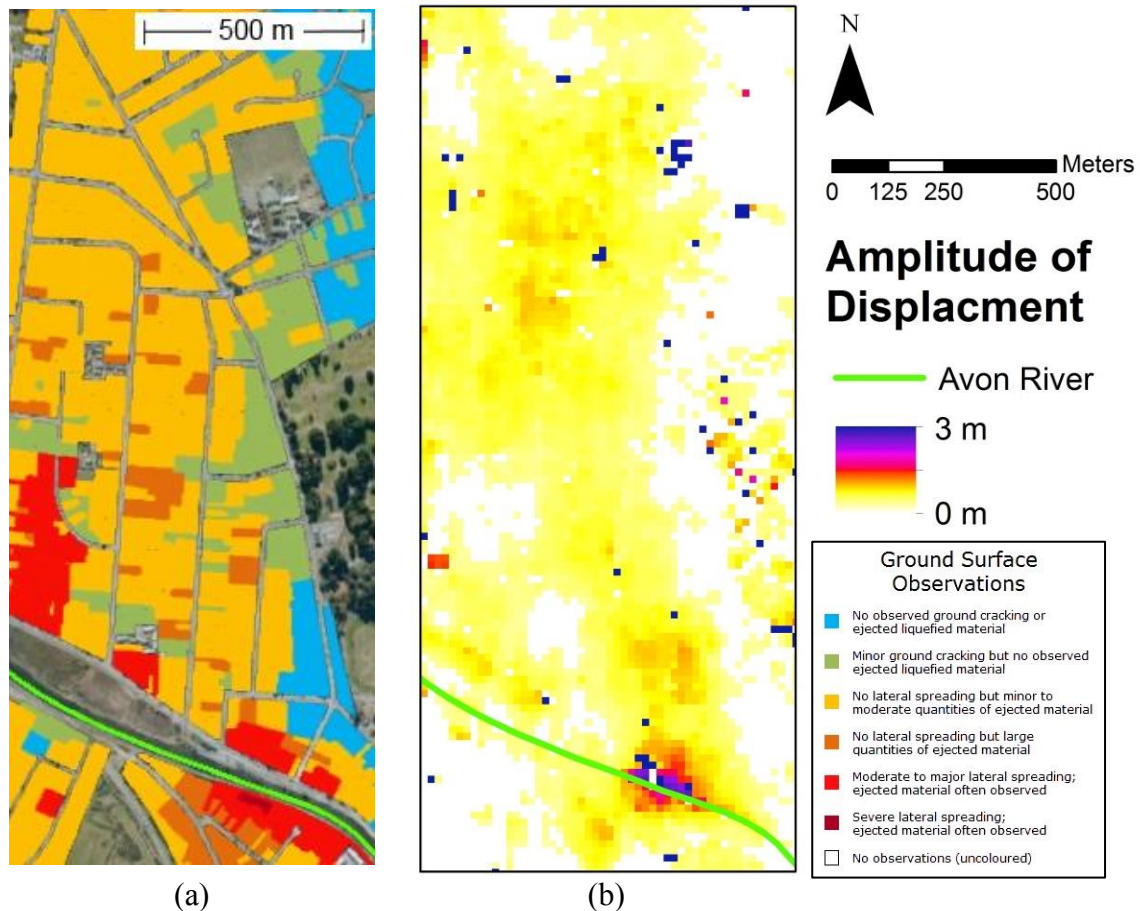 500 m
N
Meters
0 125 250 500
Amplitude of
Displacment
Avon River
3 m
0 m
Ground Surface
Observations
No observed ground cracking or
ejected liquefied material
Minor ground cracking but no observed
ejected liquefied material
No lateral spreading but minor to
moderate quantities of ejected material
No lateral spreading but large
quantities of ejected material
Moderate to major lateral spreading;
ejected material often observed
Severe lateral spreading;
ejected material often observed
No observations (uncoloured)
(a)
(b)